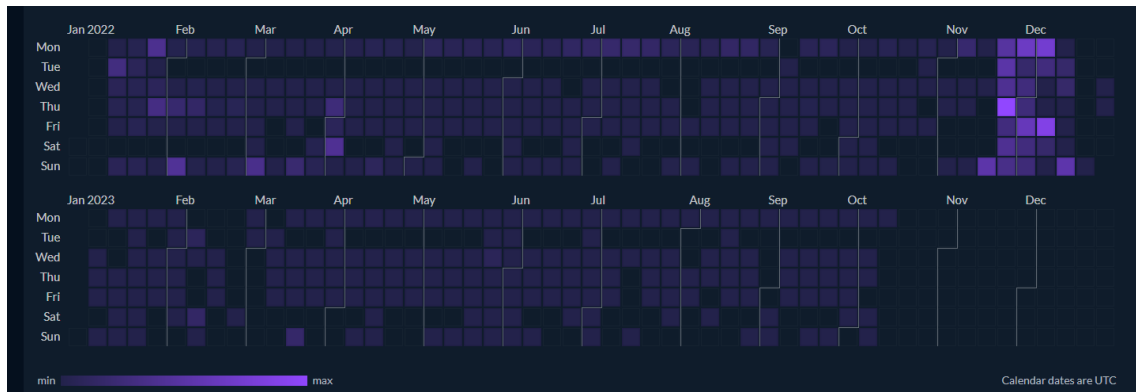 Jan 2022 Feb Mar Apr May Jun Jul Aug Sep Oct Nov Dec
Mon
Tue
Wed
Thu
Fri
Sat
Sun
Jan 2023 Feb Mar Apr May Jun Jul Aug Sep Oct Nov Dec
Mon
Tue
Wed
Thu
Fri
Sat
Sun
min max Calendar dates are UTC